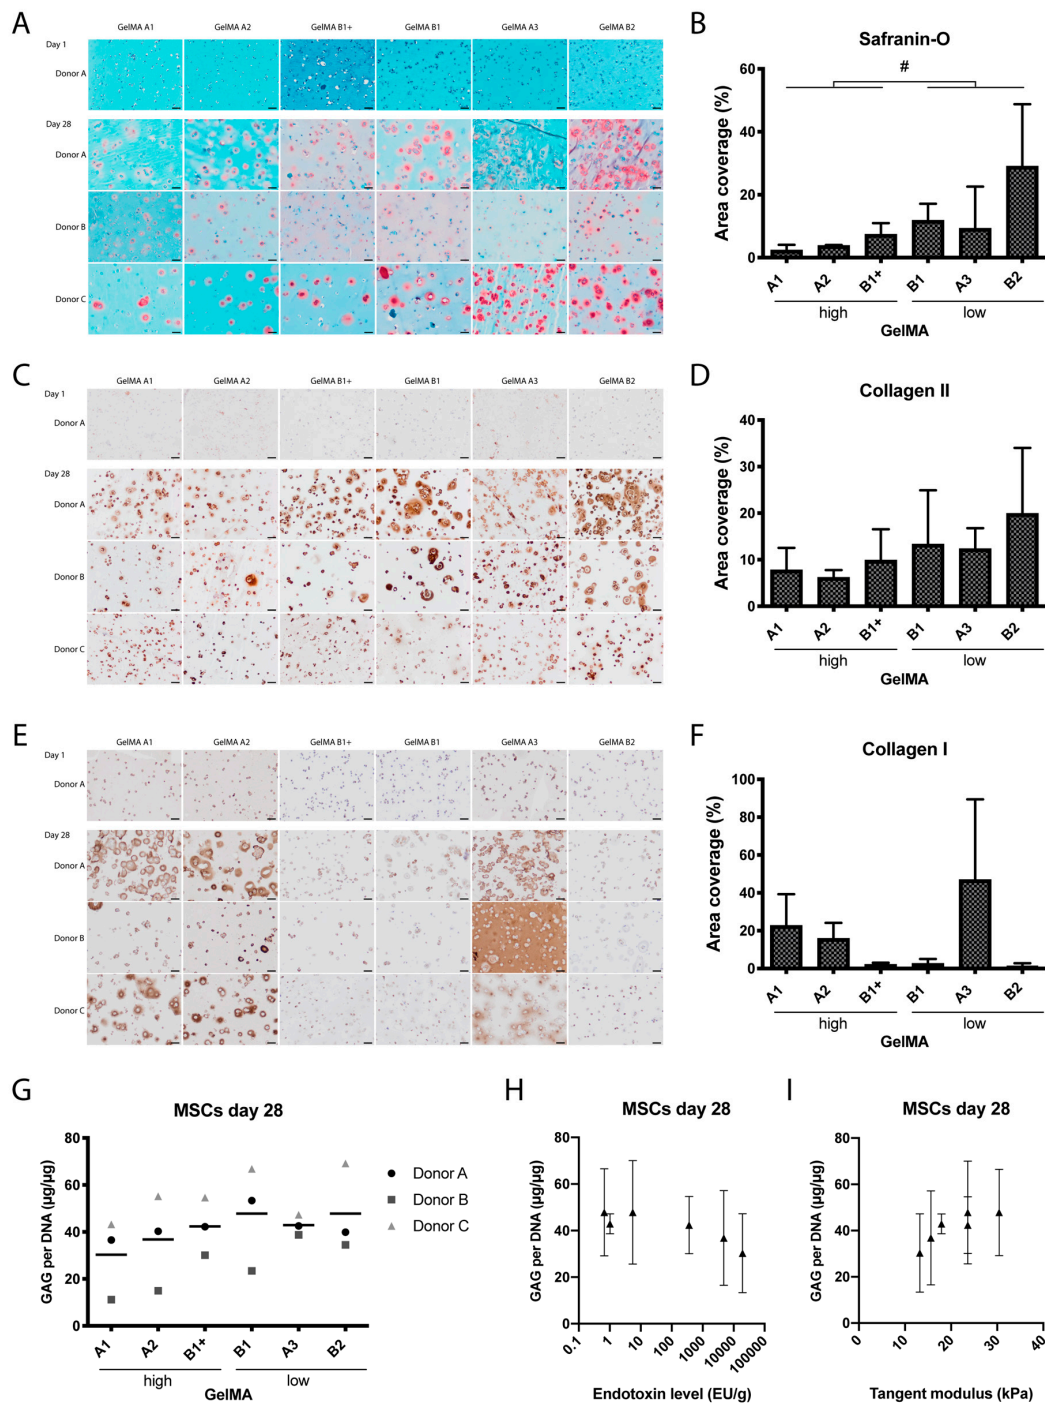 A
GelMA A1 GelMA A2 GelMA B1+ GelMA B1 GelMA A3 GelMA B2
Day 1
Donor A
Day 28
Donor A
Donor B
Donor C
B
Safranin-O
#
Area coverage (%)
60
40
20
0
A1 A2 B1+ B1 A3 B2
high low
GelMA
C
GelMA A1 GelMA A2 GelMA B1+ GelMA B1 GelMA A3 GelMA B2
Day 1
Donor A
Day 28
Donor A
Donor B
Donor C
D
Collagen II
Area coverage (%)
40
30
20
10
0
A1 A2 B1+ B1 A3 B2
high low
GelMA
E
GelMA A1 GelMA A2 GelMA B1+ GelMA B1 GelMA A3 GelMA B2
Day 1
Donor A
Day 28
Donor A
Donor B
Donor C
F
Collagen I
Area coverage (%)
100
80
60
40
20
0
A1 A2 B1+ B1 A3 B2
high low
GelMA
G
MSCs day 28
GAG per DNA (µg/µg)
80
60
40
20
0
A1 A2 B1+ B1 A3 B2
high low
GelMA
Donor A
Donor B
Donor C
H
MSCs day 28
GAG per DNA (µg/µg)
80
60
40
20
0
0.1 1 10 100 1000 10000 100000
Endotoxin level (EU/g)
I
MSCs day 28
GAG per DNA (µg/µg)
80
60
40
20
0
0 10 20 30 40
Tangent modulus (kPa)